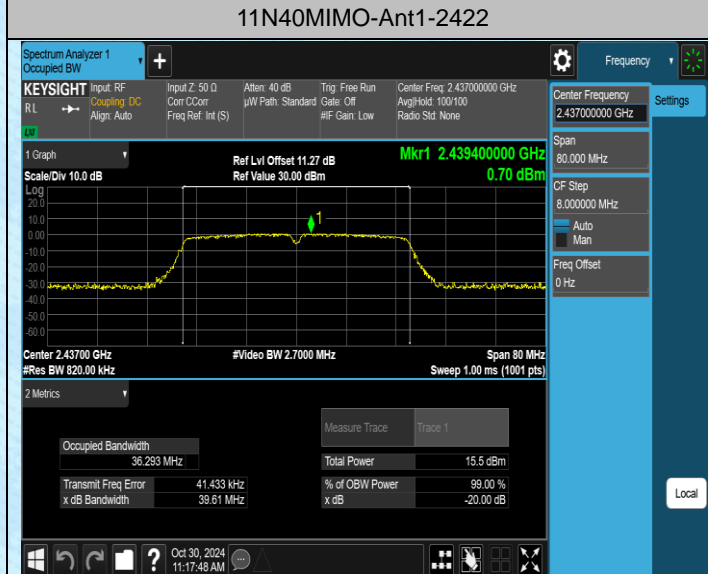 11N40MIMO-Ant1-2422
Spectrum Analyzer 1
Occupied BW
+
Frequency
KEYSIGHT
RL
LXI
Input: RF
Coupling: DC
Align: Auto
Input Z: 50 Ω
Corr CCorr
Freq Ref: Int (S)
Atten: 40 dB
µW Path: Standard
Trig: Free Run
Gate: Off
#IF Gain: Low
Center Freq: 2.437000000 GHz
Avg|Hold: 100/100
Radio Std: None
Center Frequency
2.437000000 GHz
Settings
Span
80.000 MHz
CF Step
8.000000 MHz
Auto
Man
Freq Offset
0 Hz
1 Graph
Scale/Div 10.0 dB
Ref Lvl Offset 11.27 dB
Ref Value 30.00 dBm
Mkr1 2.439400000 GHz
0.70 dBm
Log
20.0
10.0
0.00
-10.0
-20.0
-30.0
-40.0
-50.0
-60.0
1
Center 2.43700 GHz
#Video BW 2.7000 MHz
Span 80 MHz
#Res BW 820.00 kHz
Sweep 1.00 ms (1001 pts)
2 Metrics
Measure Trace
Trace 1
Occupied Bandwidth
36.293 MHz
Total Power
15.5 dBm
Transmit Freq Error
41.433 kHz
% of OBW Power
99.00 %
x dB Bandwidth
39.61 MHz
x dB
-20.00 dB
Local
?
Oct 30, 2024
11:17:48 AM